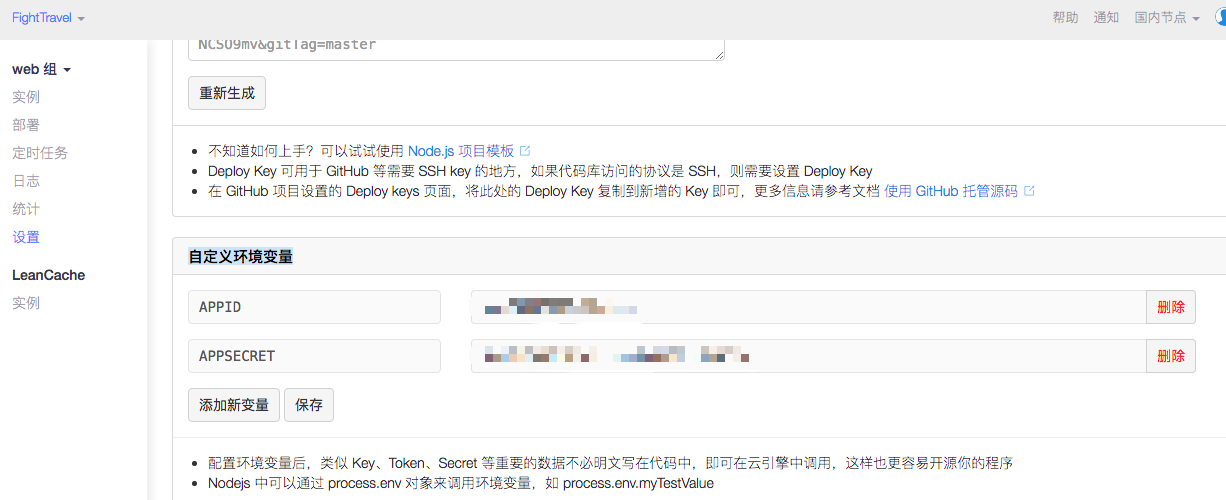 FightTravel
帮助 通知 国内节点
NCS09mv&gitTag=master
重新生成
web 组
实例
部署
定时任务
日志
统计
设置
LeanCache
实例
不知道如何上手？可以试试使用 Node.js 项目模板
Deploy Key 可用于 GitHub 等需要 SSH key 的地方，如果代码库访问的协议是 SSH，则需要设置 Deploy Key
在 GitHub 项目设置的 Deploy keys 页面，将此处的 Deploy Key 复制到新增的 Key 即可，更多信息请参考文档 使用 GitHub 托管源码
自定义环境变量
APPID 删除
APPSECRET 删除
添加新变量 保存
配置环境变量后，类似 Key、Token、Secret 等重要的数据不必明文写在代码中，即可在云引擎中调用，这样也更容易开源你的程序
Nodejs 中可以通过 process.env 对象来调用环境变量，如 process.env.myTestValue